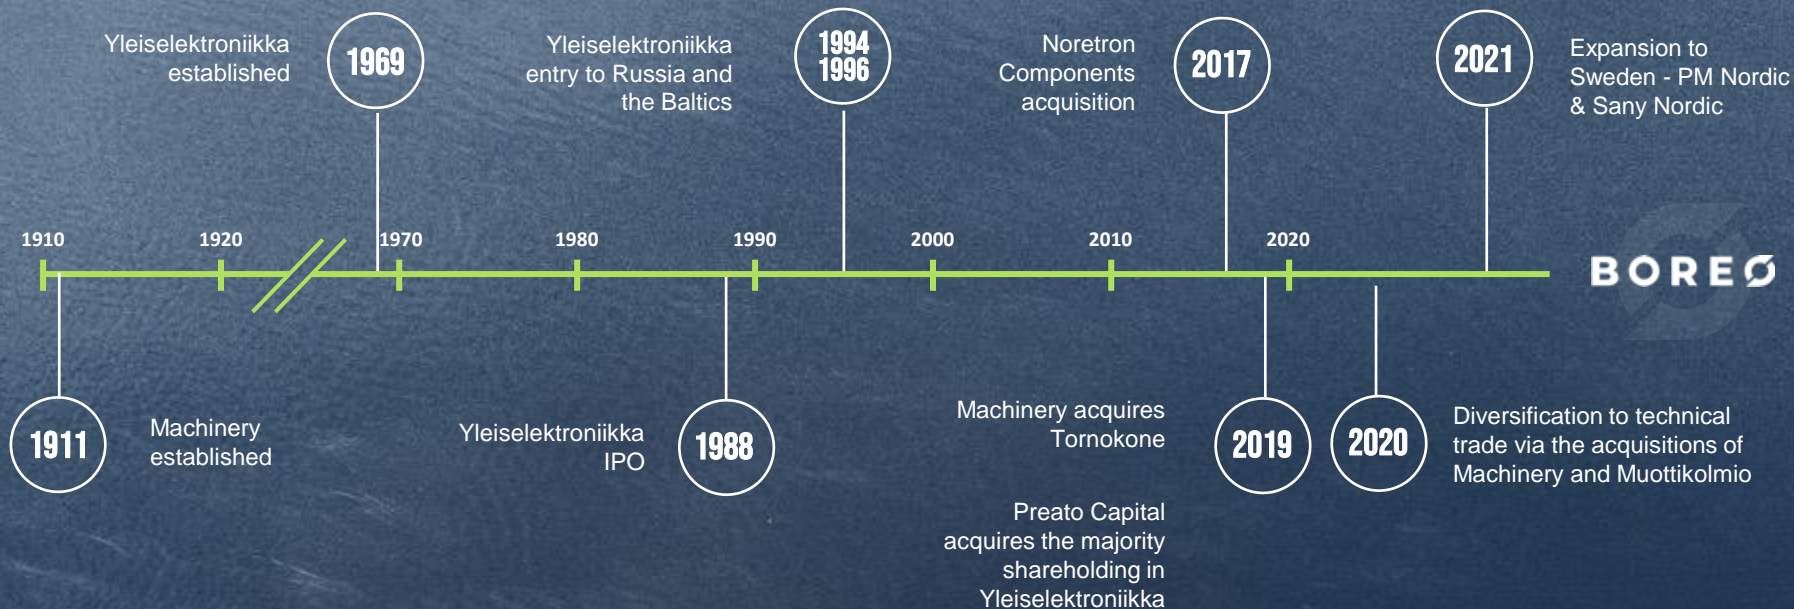 Yleiselektroniikka
established
1969
Yleiselektroniikka
entry to Russia and
the Baltics
1994
1996
Noretron
Components
acquisition
2017
2021
Expansion to
Sweden - PM Nordic
& Sany Nordic
1910
1920
1970
1980
1990
2000
2010
2020
BOREO
1911
Machinery
established
Yleiselektroniikka
IPO
1988
Machinery acquires
Tornokone
2019
Preato Capital
acquires the majority
shareholding in
Yleiselektroniikka
2020
Diversification to technical
trade via the acquisitions of
Machinery and Muottikolmio